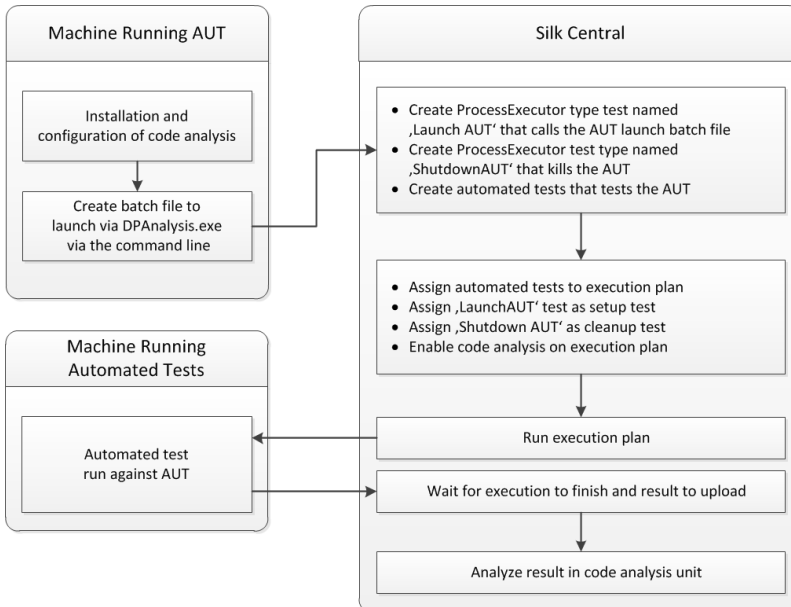 Machine Running AUT
Installation and
configuration of code analysis
Create batch file to
launch via DPAnalysis.exe
via the command line
Silk Central
• Create ProcessExecutor type test named
‚Launch AUT‘ that calls the AUT launch batch file
• Create ProcessExecutor test type named
‚ShutdownAUT‘ that kills the AUT
• Create automated tests that tests the AUT
• Assign automated tests to execution plan
• Assign ‚LaunchAUT‘ test as setup test
• Assign ‚Shutdown AUT‘ as cleanup test
• Enable code analysis on execution plan
Run execution plan
Machine Running
Automated Tests
Automated test
run against AUT
Wait for execution to finish and result to upload
Analyze result in code analysis unit